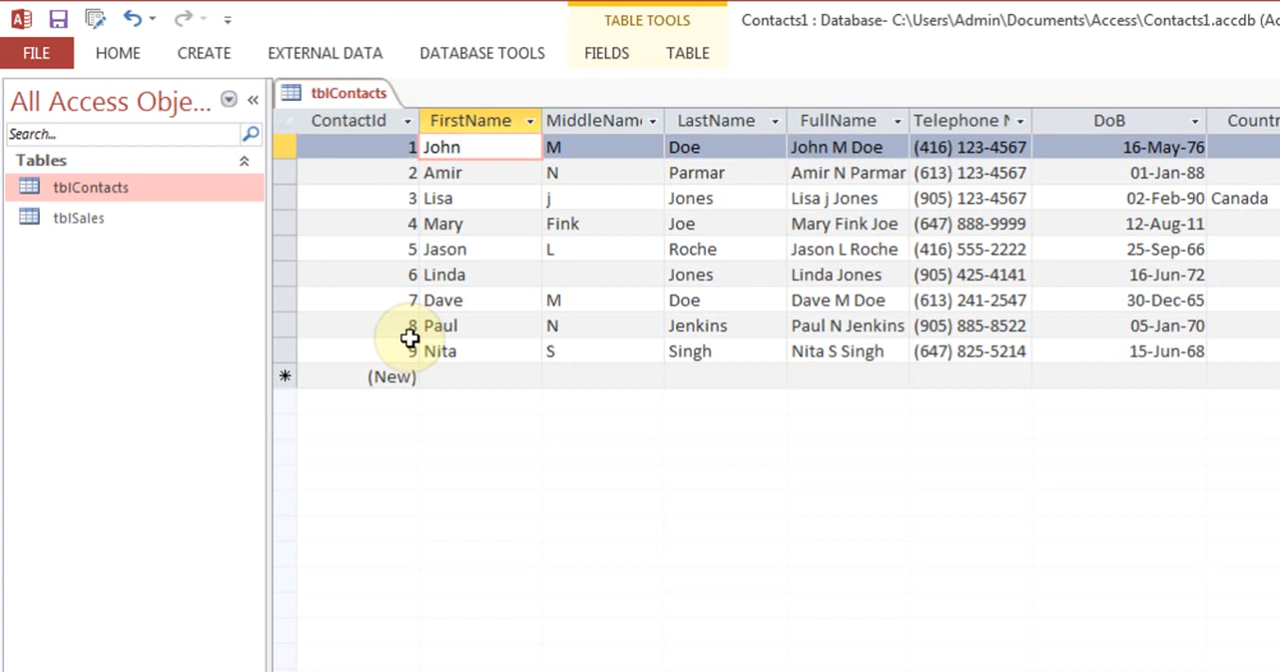 TABLE TOOLS
Contacts1 : Database- C:\Users\Admin\Documents\Access\Contacts1.accdb (Ac
FILE HOME CREATE EXTERNAL DATA DATABASE TOOLS FIELDS TABLE
All Access Obje...
Search...
Tables
tblContacts
tblSales
tblContacts
ContactId FirstName MiddleName LastName FullName Telephone N DoB Countr
1 John M Doe John M Doe (416) 123-4567 16-May-76
2 Amir N Parmar Amir N Parmar (613) 123-4567 01-Jan-88
3 Lisa j Jones Lisa j Jones (905) 123-4567 02-Feb-90 Canada
4 Mary Fink Joe Mary Fink Joe (647) 888-9999 12-Aug-11
5 Jason L Roche Jason L Roche (416) 555-2222 25-Sep-66
6 Linda Jones Linda Jones (905) 425-4141 16-Jun-72
7 Dave M Doe Dave M Doe (613) 241-2547 30-Dec-65
8 Paul N Jenkins Paul N Jenkins (905) 885-8522 05-Jan-70
9 Nita S Singh Nita S Singh (647) 825-5214 15-Jun-68
(New)